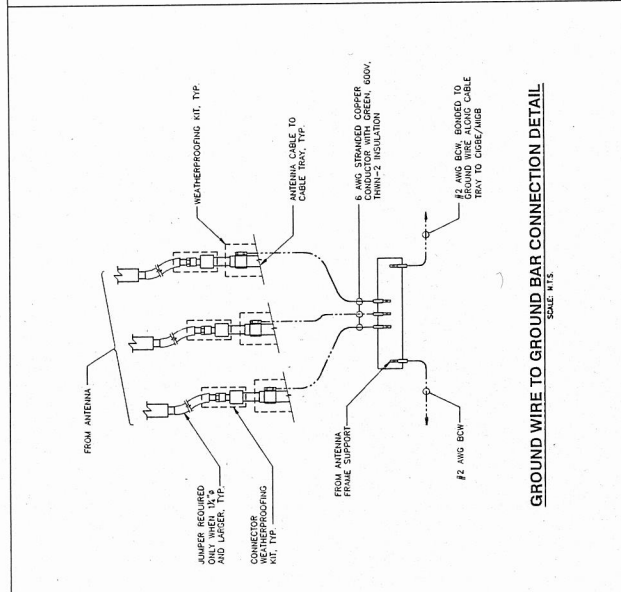 FROM ANTENNA
WEATHERPROOFING KIT, TYP.
ANTENNA CABLE TO
CABLE TRAY, TYP.
6 AWG STRANDED COPPER
CONDUCTOR WITH GREEN, 600V,
THWN-2 INSULATION
#2 AWG BCW, BONDED TO
GROUND WIRE ALONG CABLE
TRAY TO CIGBE/MIGB
JUMPER REQUIRED
ONLY WHEN 1¼"ø
AND LARGER, TYP.
CONNECTOR
WEATHERPROOFING
KIT, TYP.
FROM ANTENNA
FRAME SUPPORT
#2 AWG BCW
GROUND WIRE TO GROUND BAR CONNECTION DETAIL
SCALE: N.T.S.